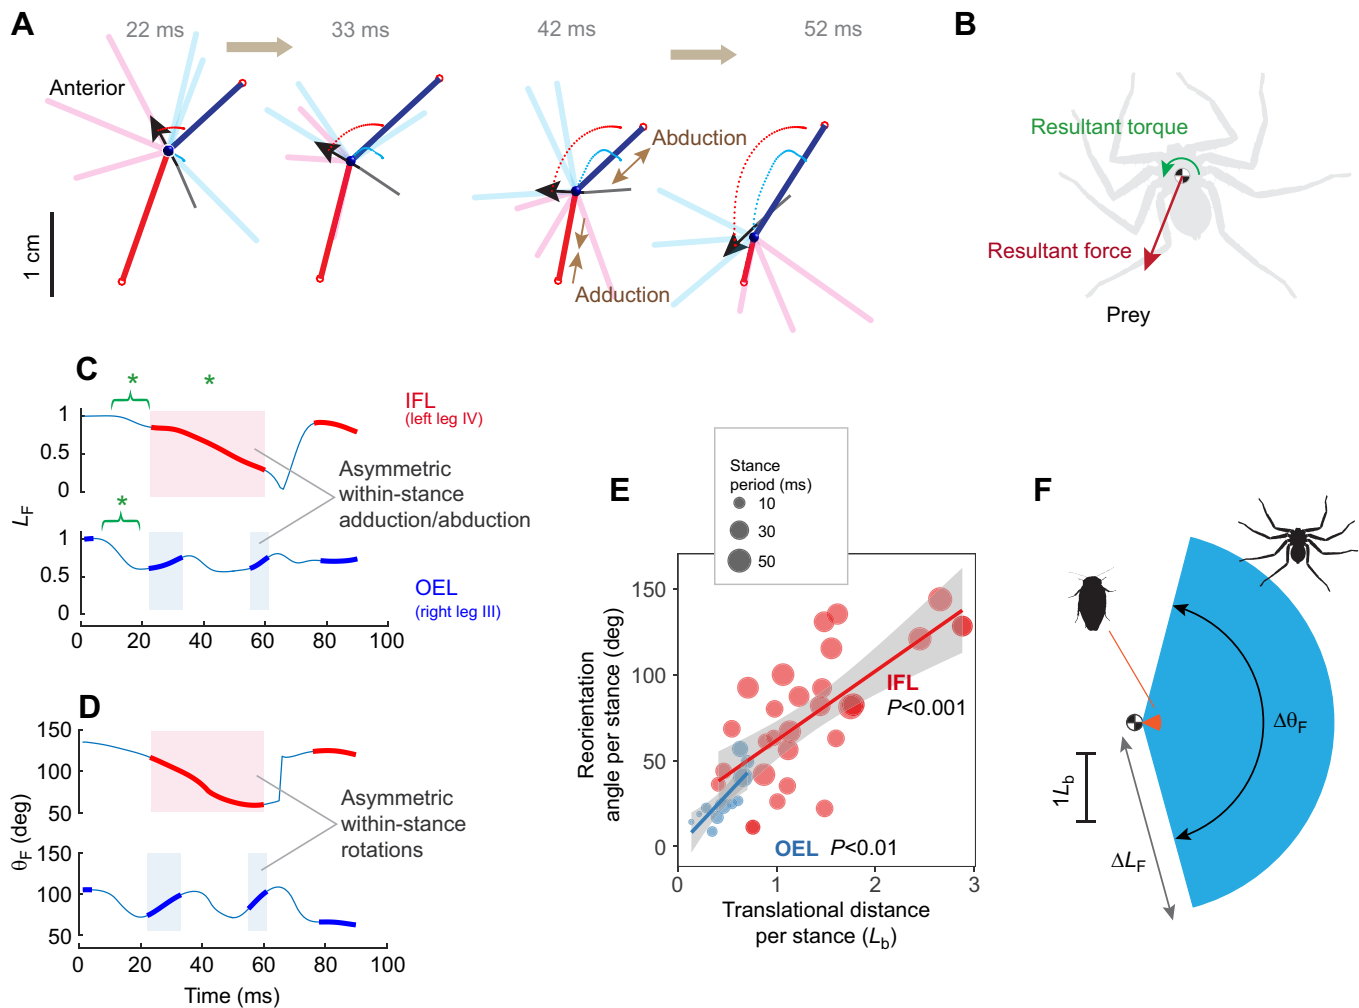 A
22 ms
33 ms
42 ms
52 ms
Anterior
Abduction
Adduction
1 cm
B
Resultant torque
Resultant force
Prey
C
*
*
IFL
(left leg IV)
1
0.5
0
*
Asymmetric
within-stance
adduction/abduction
L_F
1
0.5
0
OEL
(right leg III)
0
20
40
60
80
100
D
150
100
50
Asymmetric
within-stance
rotations
θ_F (deg)
150
100
50
0
20
40
60
80
100
Time (ms)
E
Stance
period (ms)
10
30
50
Reorientation
angle per stance (deg)
150
100
50
0
IFL
P<0.001
OEL P<0.01
0
1
2
3
Translational distance
per stance (L_b)
F
Δθ_F
1L_b
ΔL_F